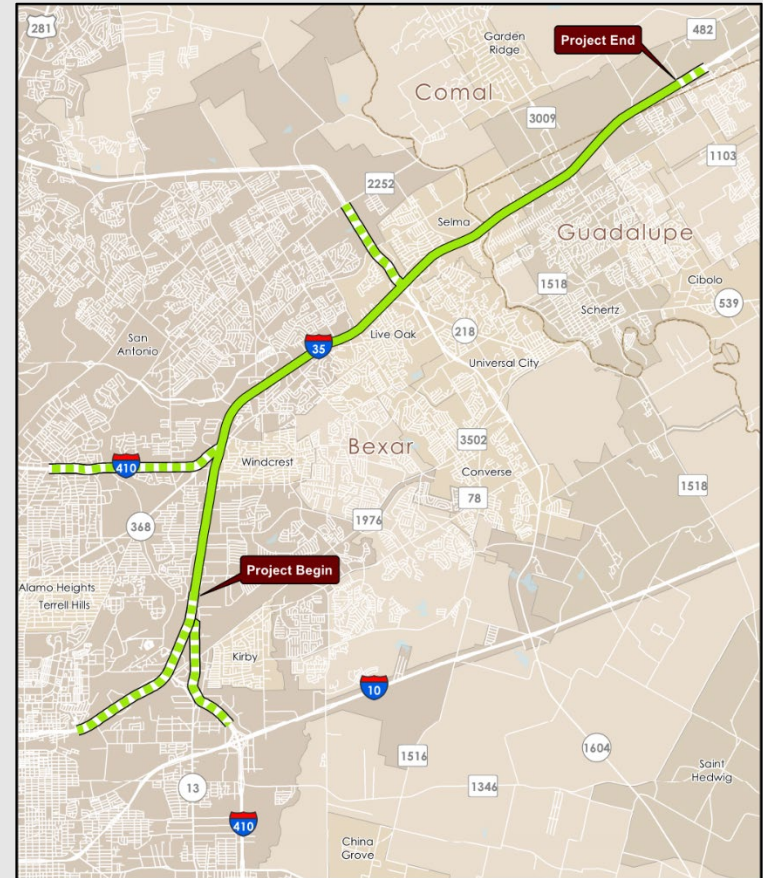 281
Garden
Ridge
Project End
482
Comal
3009
1103
2252
Selma
Guadalupe
1518
Cibolo
539
Schertz
San
Antonio
35
Live Oak
218
Universal City
Bexar
410
Windcrest
3502
Converse
78
1518
368
1976
Project Begin
Alamo Heights
Terrell Hills
Kirby
10
1604
1516
Saint
Hedwig
13
1346
410
China
Grove